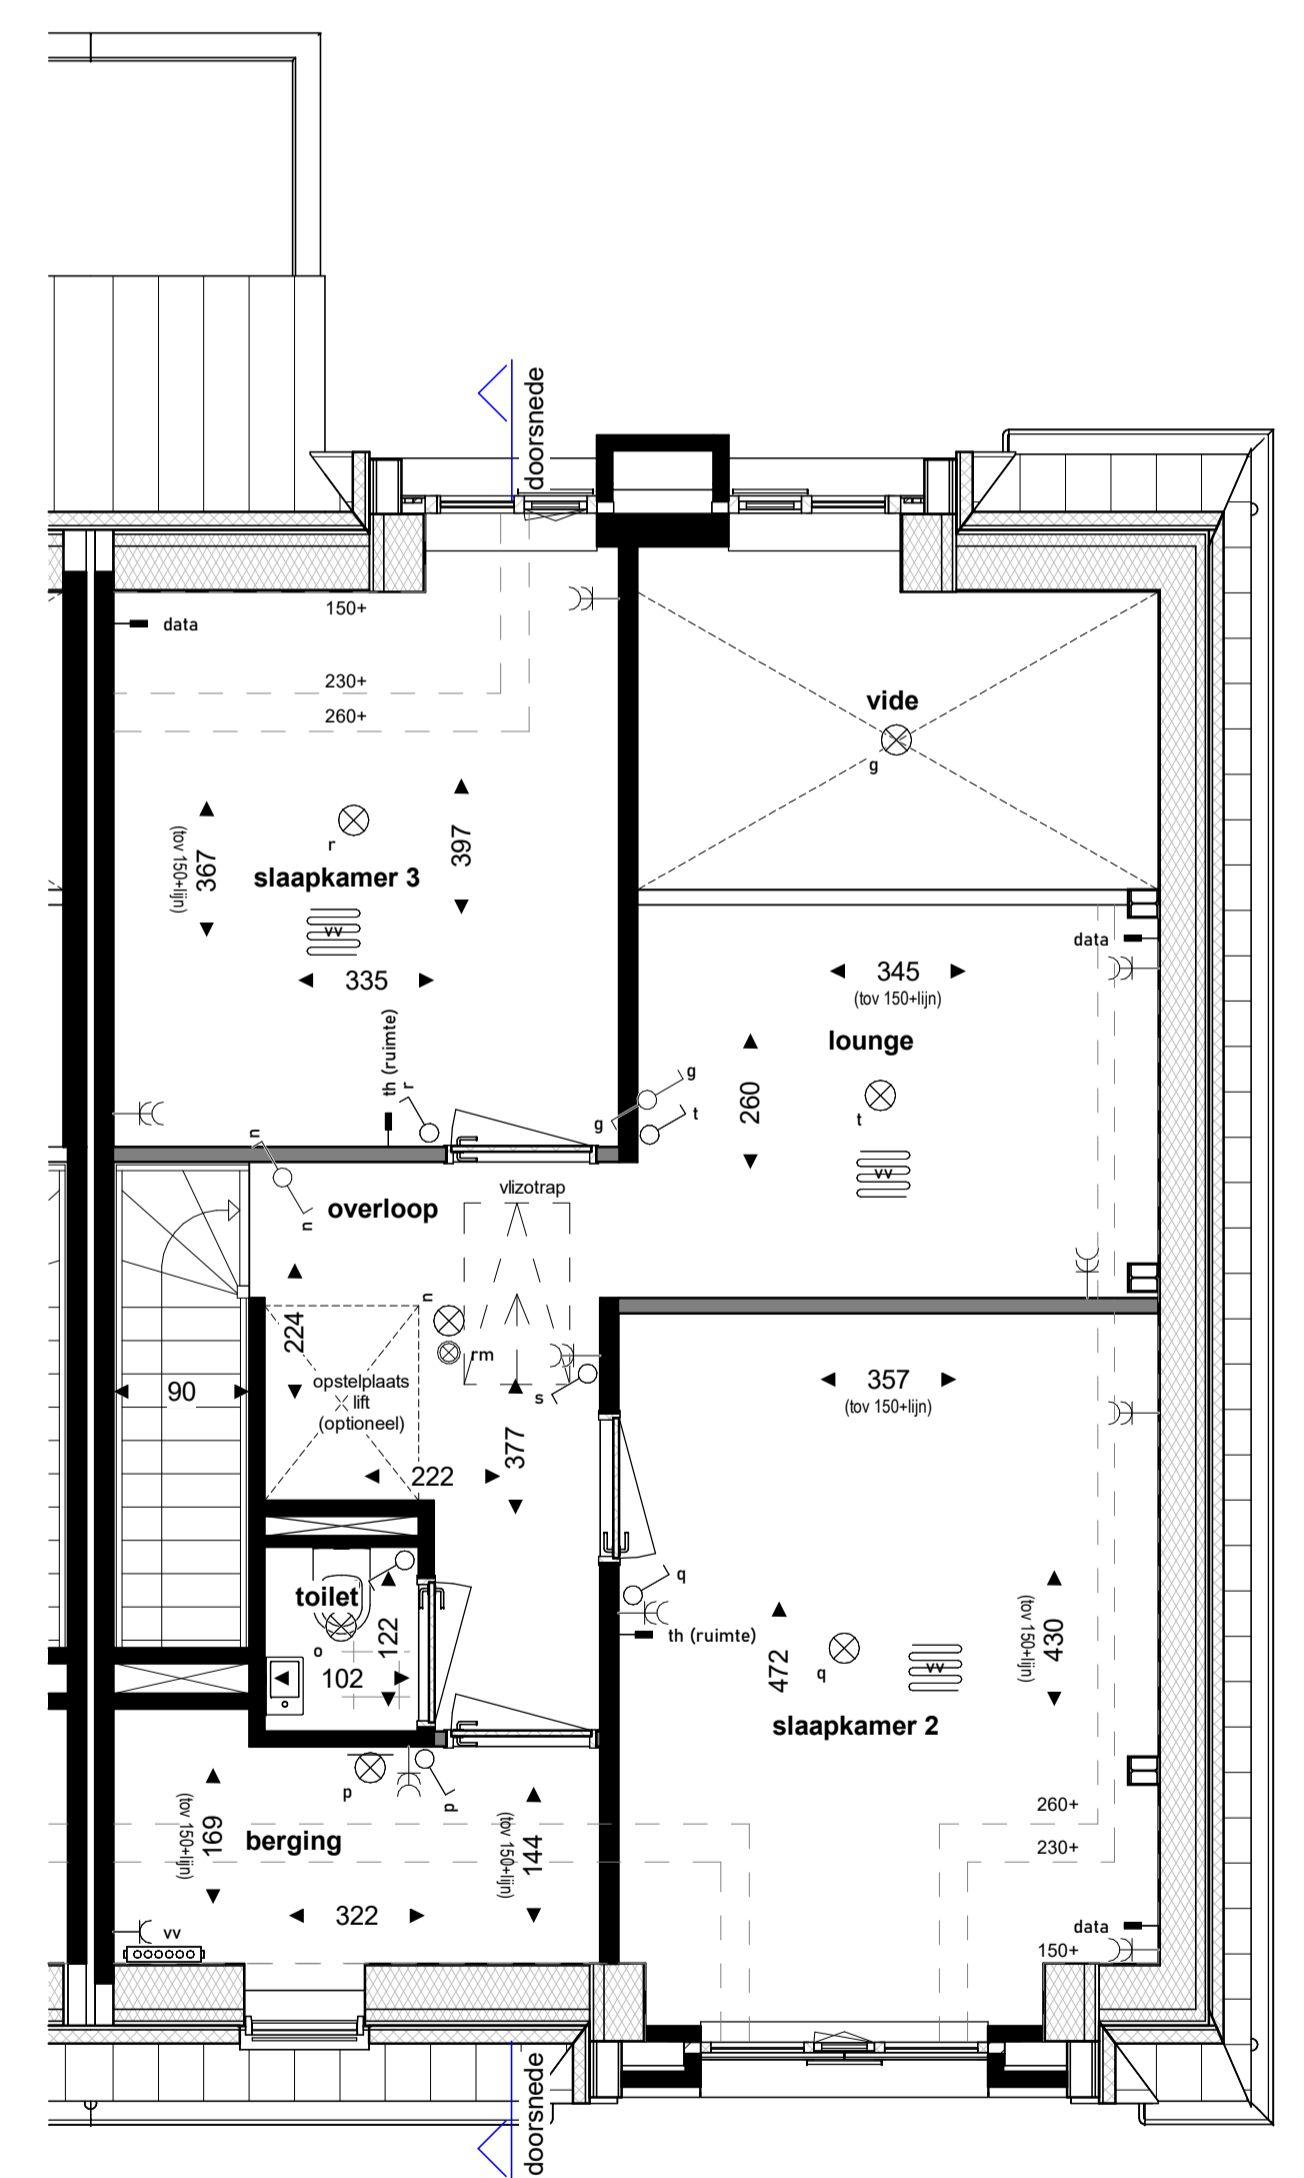 doorsnede
150+
data
230+
260+
vide
g
367
(tov 150+lijn)
397
r
slaapkamer 3
vv
335
data
345
(tov 150+lijn)
lounge
th (ruimte)
r
g
g
t
260
t
vv
n
n
overloop
vlizotrap
224
n
rm
s
90
opstelplaats
lift
(optioneel)
222
377
357
(tov 150+lijn)
toilet
o
122
102
q
th (ruimte)
472
q
vv
430
(tov 150+lijn)
slaapkamer 2
p
p
260+
230+
169
(tov 150+lijn)
berging
144
(tov 150+lijn)
322
vv
data
150+
doorsnede